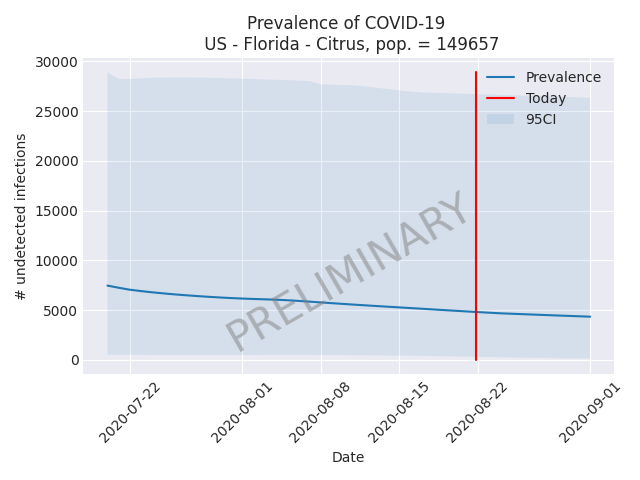 Prevalence of COVID-19
US - Florida - Citrus, pop. = 149657
30000
25000
20000
15000
10000
5000
0
# undetected infections
Prevalence
Today
95CI
PRELIMINARY
2020-07-22
2020-08-01
2020-08-08
2020-08-15
2020-08-22
2020-09-01
Date